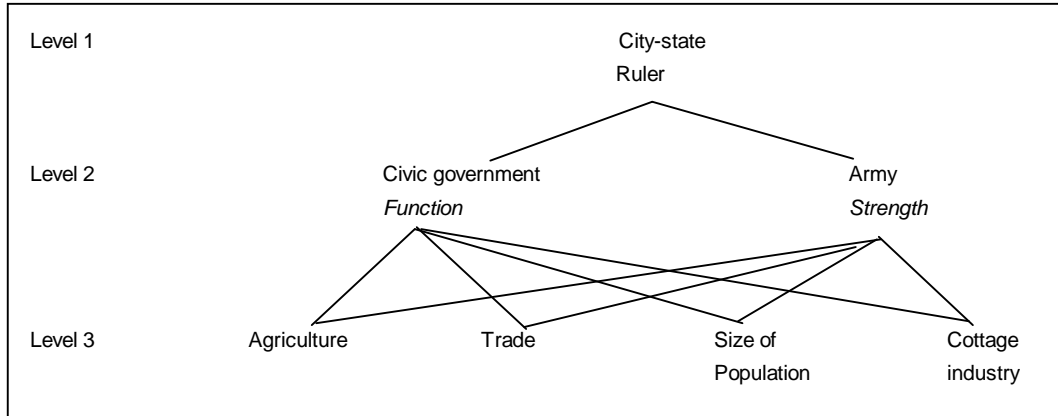 Level 1
City-state
Ruler
Level 2
Civic government
Army
Function
Strength
Level 3
Agriculture
Trade
Size of
Cottage
Population
industry